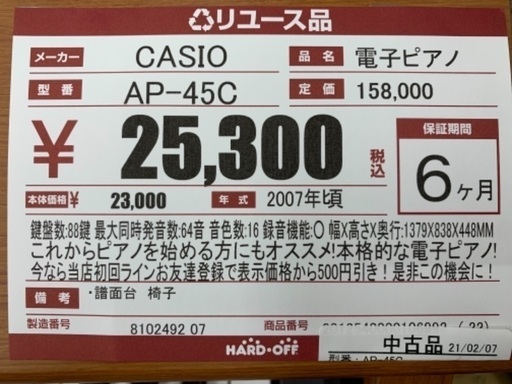 リユース品
メーカー CASIO 品名 電子ピアノ
型番 AP-45C 定価 158,000
￥25,300 税込 保証期間 6ヶ月
本体価格￥ 23,000 年式 2007年頃
鍵盤数:88鍵 最大同時発音数:64音 音色数:16 録音機能:〇 幅X高さX奥行:1379X838X448MM
これからピアノを始める方にもオススメ!本格的な電子ピアノ!
今なら当店初回ラインお友達登録で表示価格から500円引き！是非この機会に！
備考 ・譜面台 椅子
製造番号 8102492 07 商品番号
HARD・OFF 中古品 21/02/07
型番：AP-45C